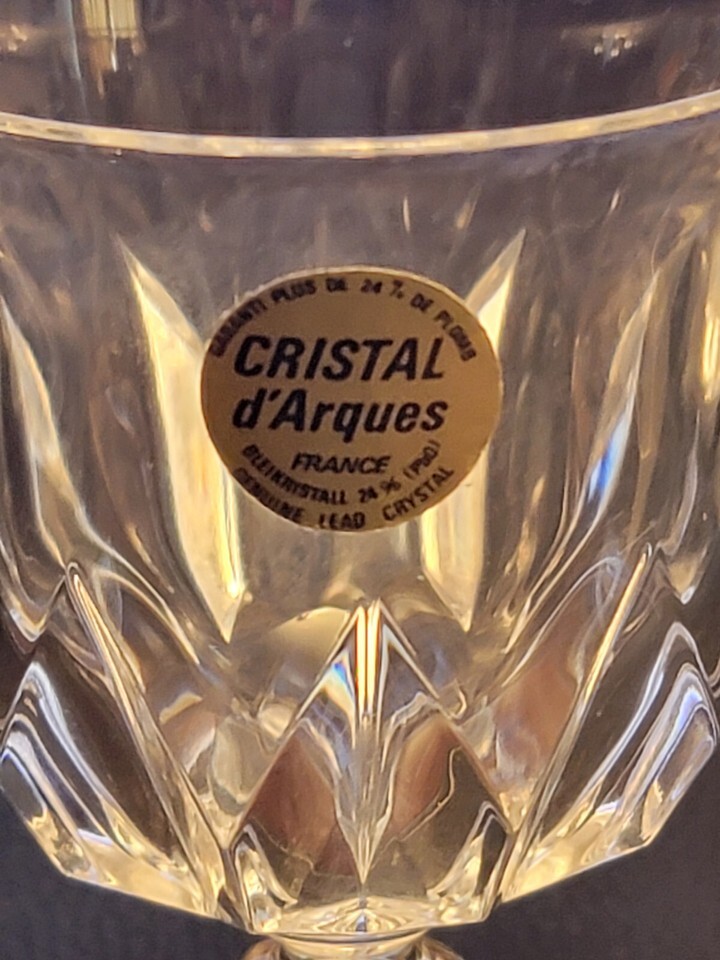 GARANTI PLUS DE 24 % DE PLOMB
CRISTAL
d'Arques
FRANCE
BLEIKRISTALL 24 % (PbO)
GENUINE LEAD CRYSTAL